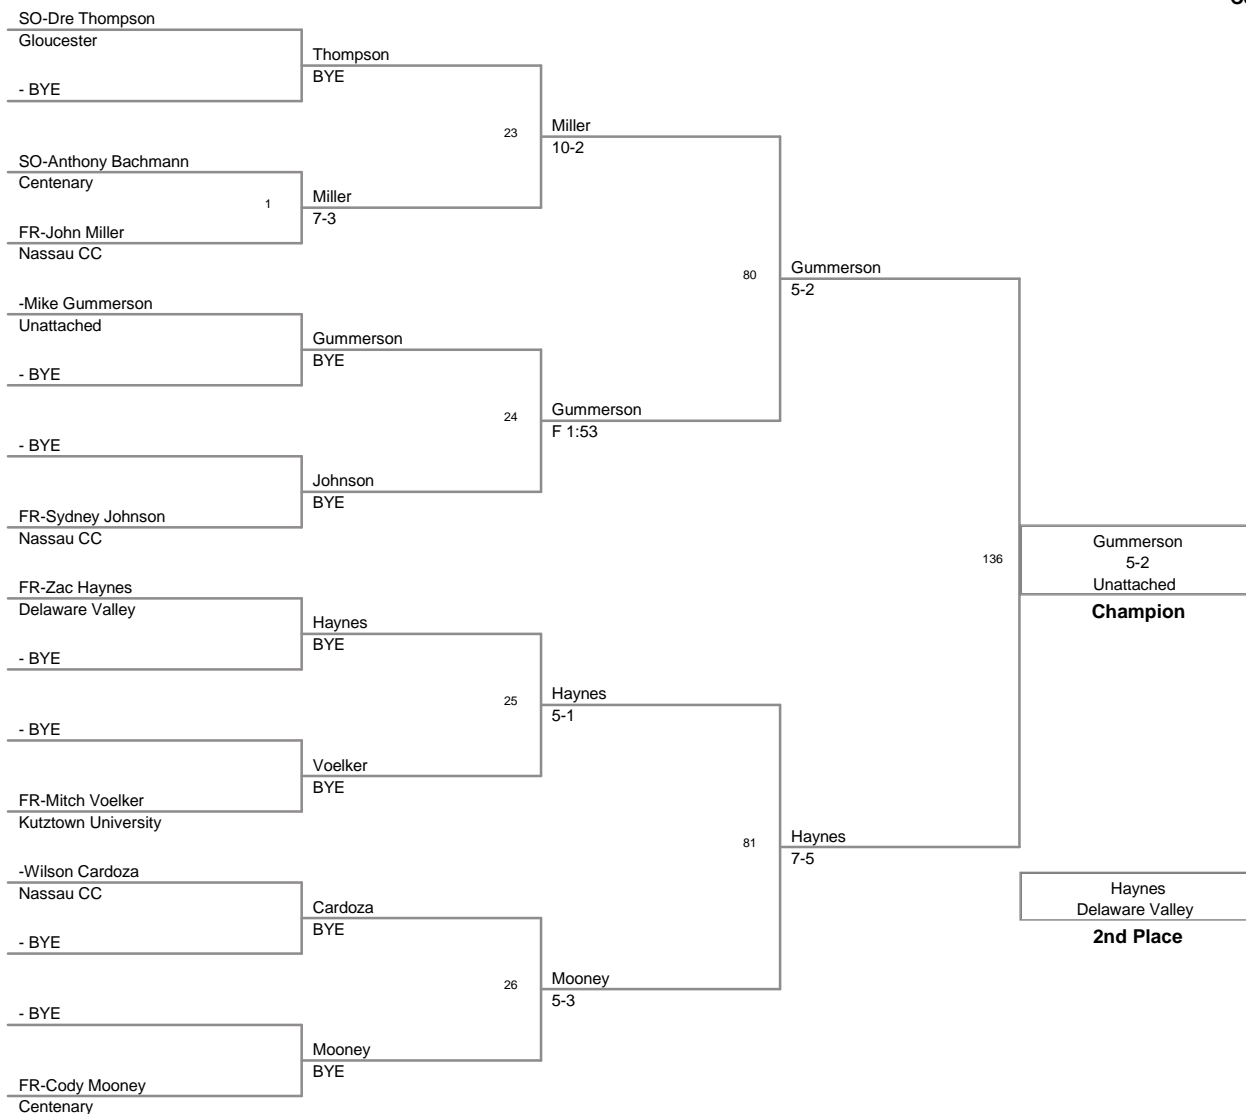 SO-Dre Thompson
Gloucester
- BYE
SO-Anthony Bachmann
Centenary
1
FR-John Miller
Nassau CC
-Mike Gummerson
Unattached
- BYE
- BYE
FR-Sydney Johnson
Nassau CC
FR-Zac Haynes
Delaware Valley
- BYE
- BYE
FR-Mitch Voelker
Kutztown University
-Wilson Cardoza
Nassau CC
- BYE
- BYE
FR-Cody Mooney
Centenary
Thompson
BYE
23
Miller
7-3
Gummerson
BYE
24
Johnson
BYE
Haynes
BYE
25
Voelker
BYE
Cardoza
BYE
26
Mooney
BYE
Miller
10-2
80
Gummerson
F 1:53
Haynes
5-1
81
Mooney
5-3
Gummerson
5-2
136
Haynes
7-5
Gummerson
5-2
Unattached
Champion
Haynes
Delaware Valley
2nd Place